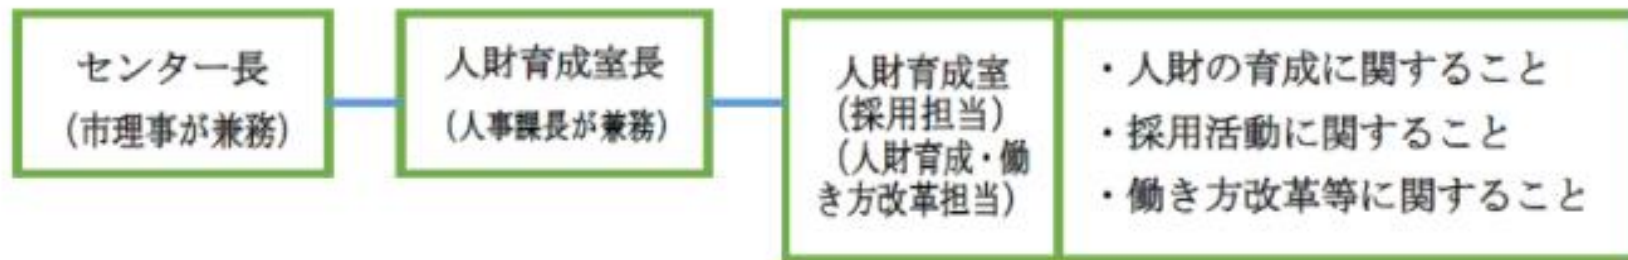 センター長
(市理事が兼務)
人財育成室長
(人事課長が兼務)
人財育成室
(採用担当)
(人財育成・働
き方改革担当)
・人財の育成に関すること
・採用活動に関すること
・働き方改革等に関すること